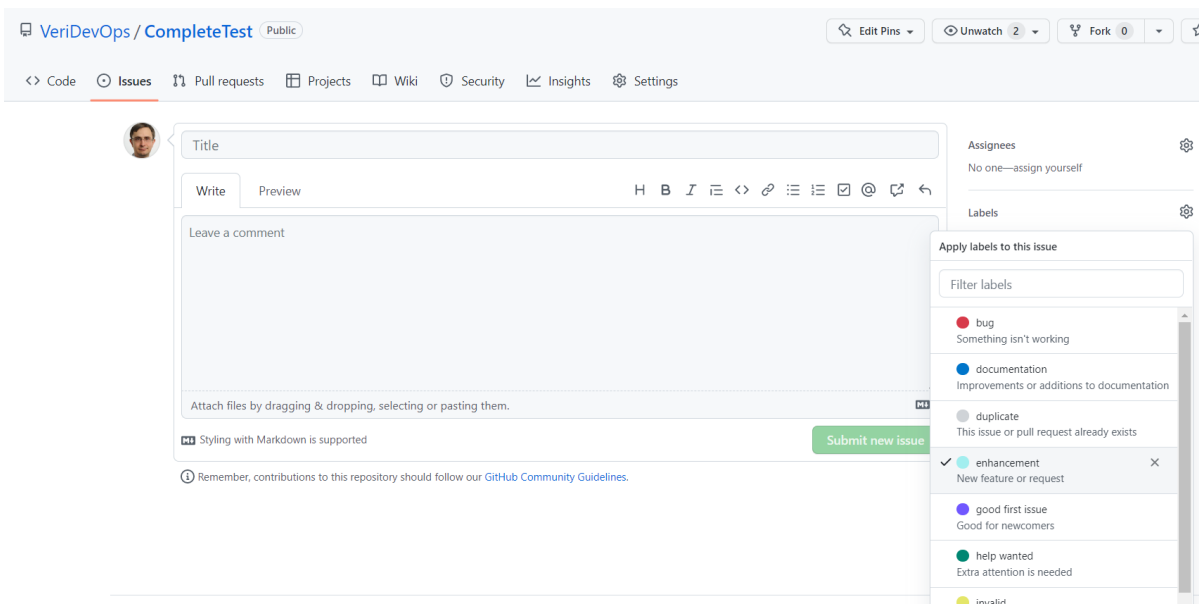 VeriDevOps / CompleteTest Public
Edit Pins Unwatch 2 Fork 0
Code Issues Pull requests Projects Wiki Security Insights Settings
Title
Write Preview
Leave a comment
Attach files by dragging & dropping, selecting or pasting them.
Styling with Markdown is supported
Submit new issue
Remember, contributions to this repository should follow our GitHub Community Guidelines.
Assignees
No one—assign yourself
Labels
Apply labels to this issue
Filter labels
bug
Something isn't working
documentation
Improvements or additions to documentation
duplicate
This issue or pull request already exists
enhancement
New feature or request
good first issue
Good for newcomers
help wanted
Extra attention is needed
invalid